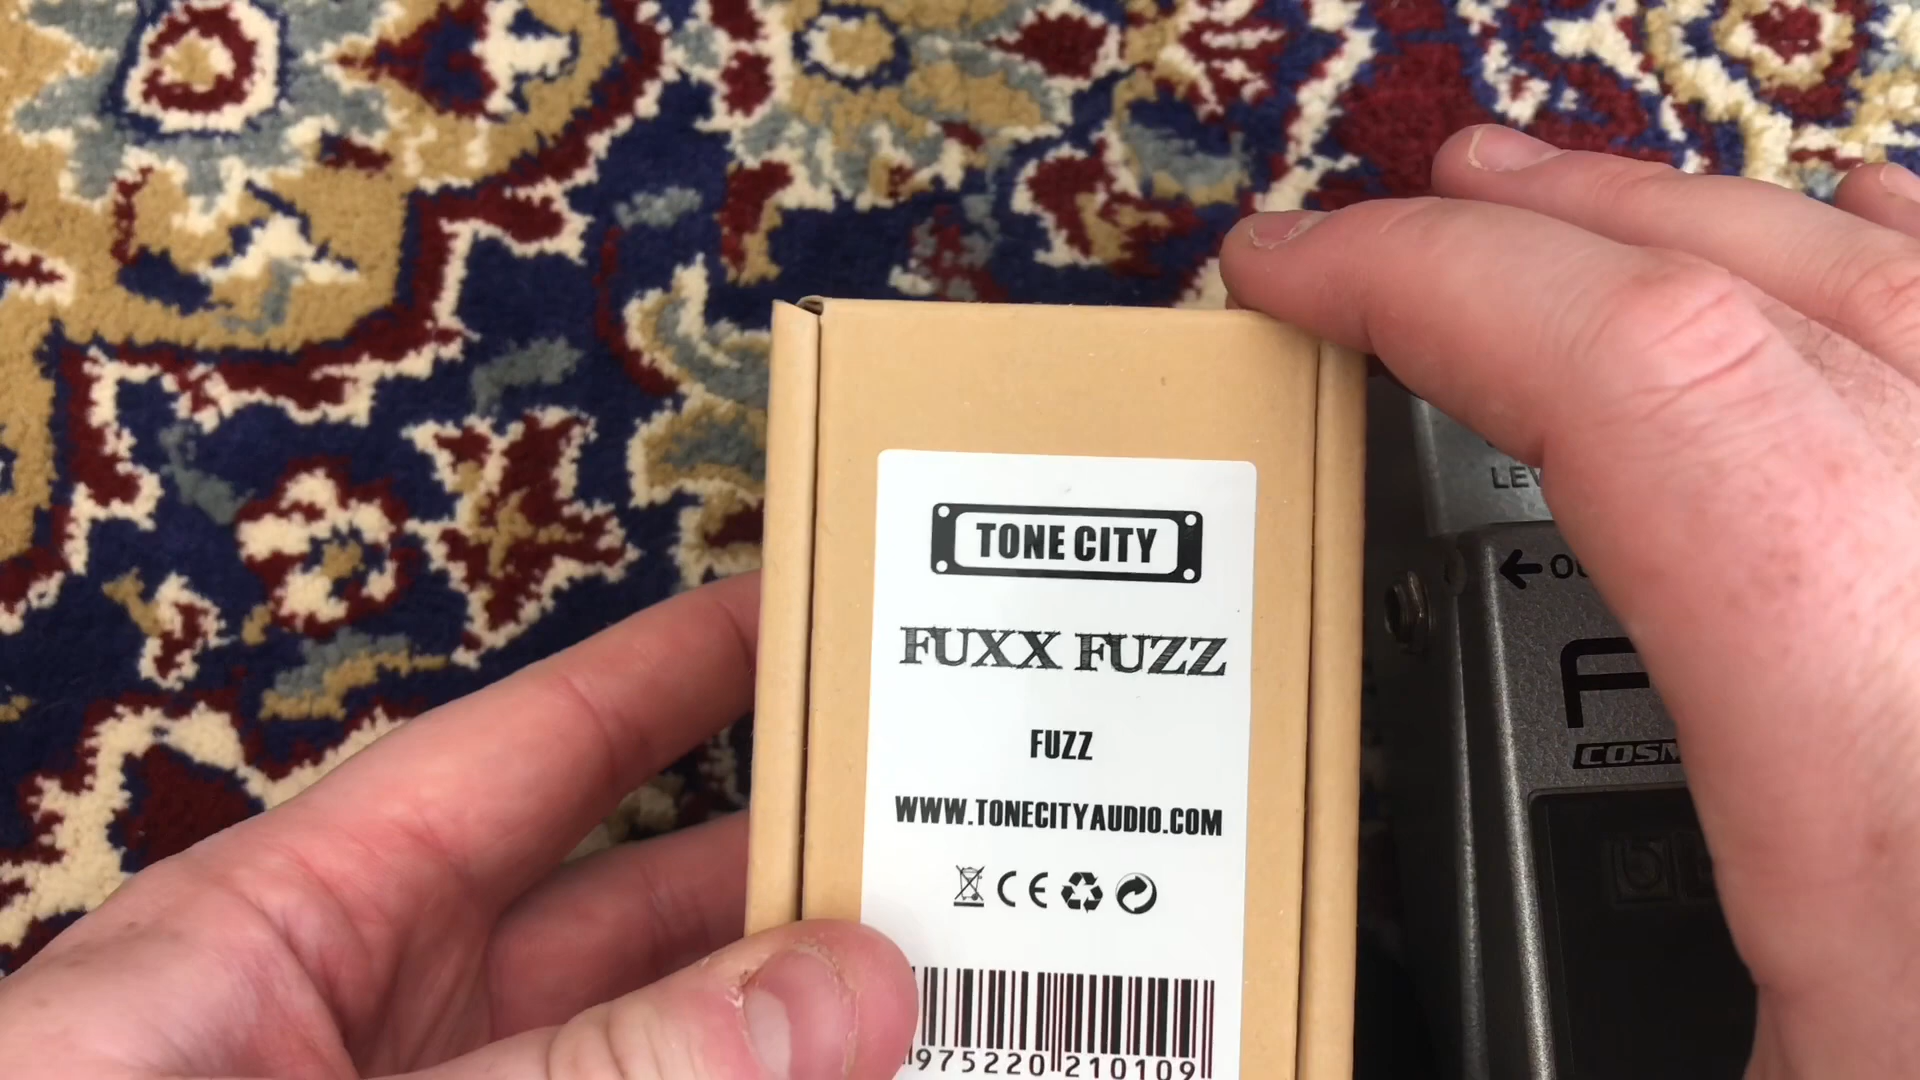 TONE CITY
FUXX FUZZ
FUZZ
WWW.TONECITYAUDIO.COM
CE
975220 210109